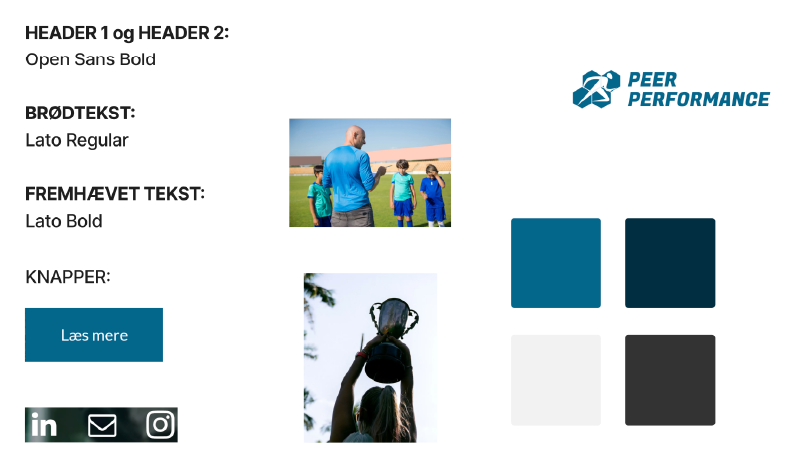 HEADER 1 og HEADER 2:
Open Sans Bold
BRØDTEKST:
Lato Regular
FREMHÆVET TEKST:
Lato Bold
KNAPPER:
Læs mere
in
PEER
PERFORMANCE